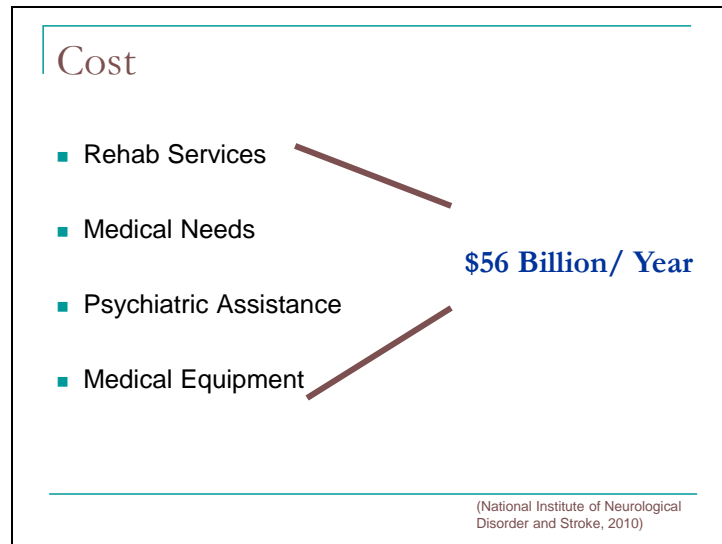 Cost
Rehab Services
Medical Needs
$56 Billion/ Year
Psychiatric Assistance
Medical Equipment
(National Institute of Neurological
Disorder and Stroke, 2010)